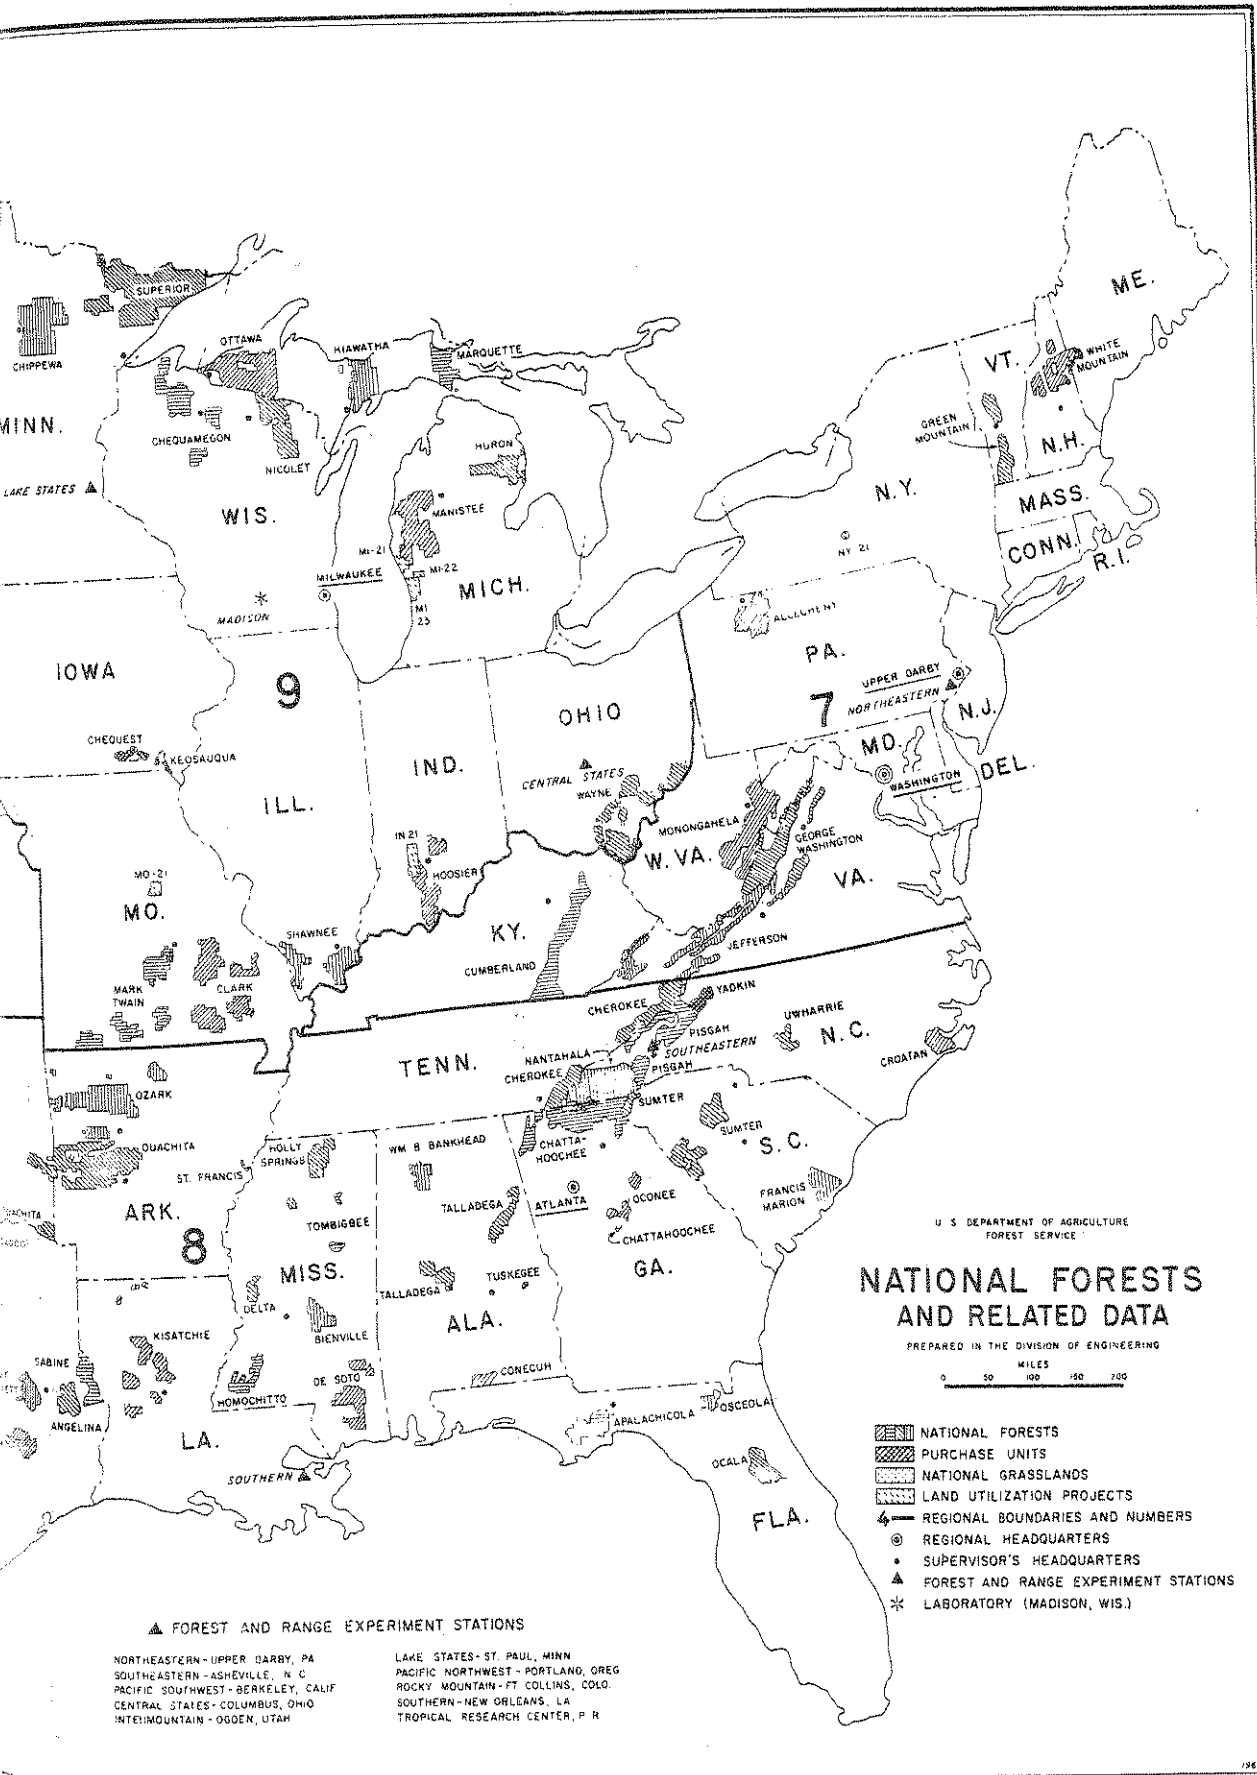 SUPERIOR
CHIPPEWA
OTTAWA
HIAWATHA
MARQUETTE
ME.
VT.
WHITE
MOUNTAIN
MINN.
CHEQUAMEGON
NICOLET
HURON
GREEN
MOUNTAIN
N.H.
LAKE STATES
WIS.
MANISTEE
N.Y.
MASS.
MI-21
MI-22
MILWAUKEE
MICH.
NY 21
CONN.
R.I.
MADISON
MI
23
ALLEGHENY
PA.
IOWA
9
OHIO
UPPER DARBY
7
NORTHEASTERN
N.J.
CHEQUEST
KEOSAUQUA
IND.
CENTRAL STATES
WAYNE
MD.
WASHINGTON
DEL.
ILL.
MONONGAHELA
GEORGE
WASHINGTON
IN 21
HOOSIER
W. VA.
VA.
MO-21
MO.
SHAWNEE
KY.
JEFFERSON
CUMBERLAND
MARK
TWAIN
CLARK
CHEROKEE
YADKIN
UWHARRIE
N.C.
PISGAH
SOUTHEASTERN
CROATAN
TENN.
NANTAHALA
CHEROKEE
PISGAH
OZARK
SUMTER
SUMTER
OUACHITA
HOLLY
SPRINGS
WM B BANKHEAD
CHATTA-
HOOCHEE
S.C.
ST. FRANCIS
ARK.
TALLADEGA
ATLANTA
OCONEE
FRANCIS
MARION
TOMBIGBEE
CHATTAHOOCHEE
8
MISS.
GA.
TUSKEGEE
TALLADEGA
DELTA
ALA.
BIENVILLE
KISATCHIE
SABINE
CONECUH
DE SOTO
HOMOCHITTO
ANGELINA
APALACHICOLA
OSCEOLA
LA.
SOUTHERN
OCALA
FLA.
U S DEPARTMENT OF AGRICULTURE
FOREST SERVICE
NATIONAL FORESTS
AND RELATED DATA
PREPARED IN THE DIVISION OF ENGINEERING
MILES
0 50 100 150 200
NATIONAL FORESTS
PURCHASE UNITS
NATIONAL GRASSLANDS
LAND UTILIZATION PROJECTS
4 REGIONAL BOUNDARIES AND NUMBERS
REGIONAL HEADQUARTERS
SUPERVISOR'S HEADQUARTERS
FOREST AND RANGE EXPERIMENT STATIONS
LABORATORY (MADISON, WIS.)
FOREST AND RANGE EXPERIMENT STATIONS
NORTHEASTERN - UPPER DARBY, PA
SOUTHEASTERN - ASHEVILLE, N C
PACIFIC SOUTHWEST - BERKELEY, CALIF
CENTRAL STATES - COLUMBUS, OHIO
INTERMOUNTAIN - OGDEN, UTAH
LAKE STATES - ST. PAUL, MINN
PACIFIC NORTHWEST - PORTLAND, OREG
ROCKY MOUNTAIN - FT COLLINS, COLO.
SOUTHERN - NEW ORLEANS, LA
TROPICAL RESEARCH CENTER, P R